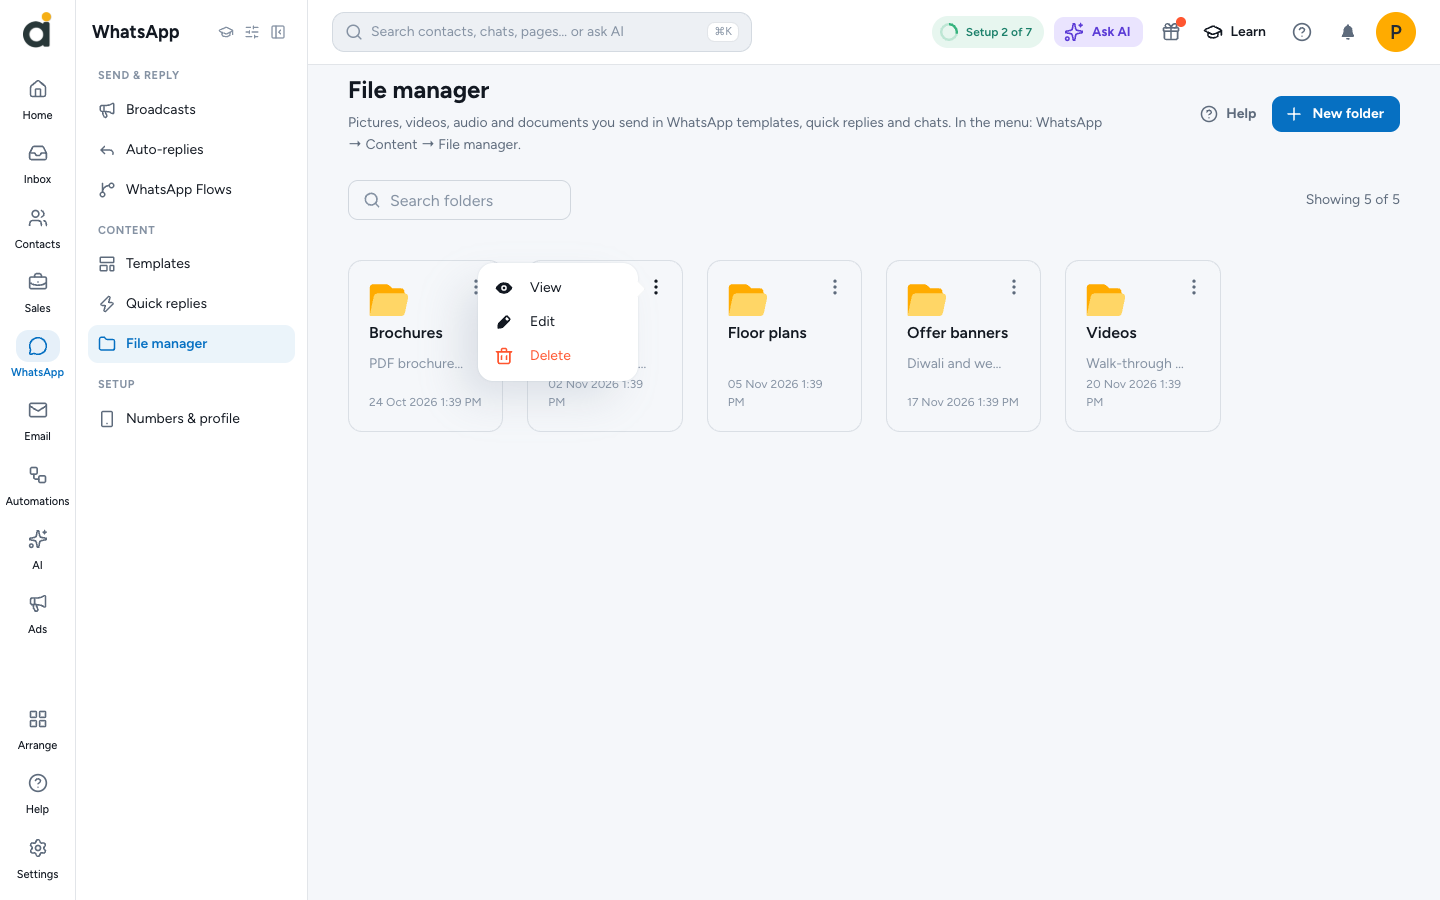 WhatsApp
Search contacts, chats, pages... or ask AI
⌘K
Setup 2 of 7
Ask AI
Learn
P
Home
Inbox
Contacts
Sales
WhatsApp
Email
Automations
AI
Ads
Arrange
Help
Settings
SEND & REPLY
Broadcasts
Auto-replies
WhatsApp Flows
CONTENT
Templates
Quick replies
File manager
SETUP
Numbers & profile
File manager
Pictures, videos, audio and documents you send in WhatsApp templates, quick replies and chats. In the menu: WhatsApp
→ Content → File manager.
Help
New folder
Search folders
Showing 5 of 5
Brochures
PDF brochure...
24 Oct 2026 1:39 PM
View
Edit
Delete
02 Nov 2026 1:39
PM
Floor plans
05 Nov 2026 1:39
PM
Offer banners
Diwali and we...
17 Nov 2026 1:39 PM
Videos
Walk-through ...
20 Nov 2026 1:39
PM